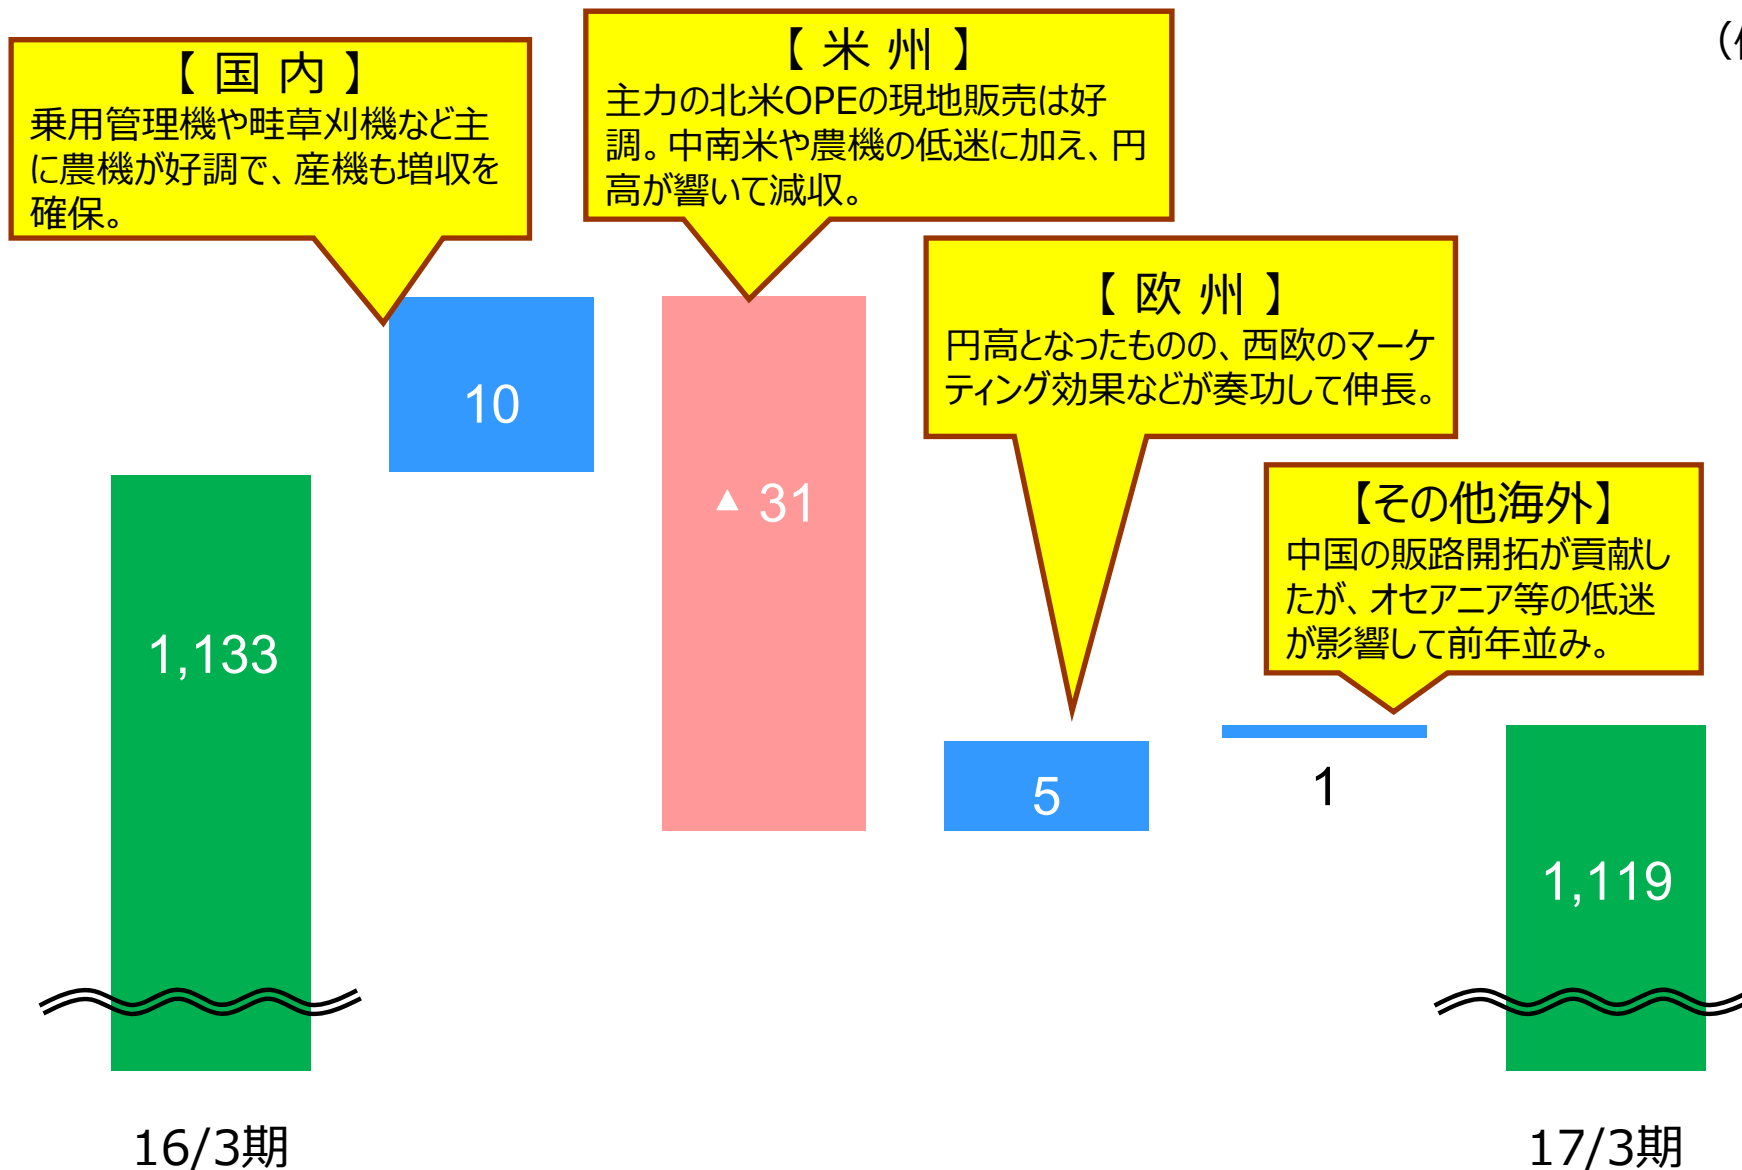 【 国 内 】
乗用管理機や畦草刈機など主
に農機が好調で、産機も増収を
確保。
【 米 州 】
主力の北米OPEの現地販売は好
調。中南米や農機の低迷に加え、円
高が響いて減収。
【 欧 州 】
円高となったものの、西欧のマーケ
ティング効果などが奏功して伸長。
【その他海外】
中国の販路開拓が貢献し
たが、オセアニア等の低迷
が影響して前年並み。
1,133
10
▲ 31
5
1
1,119
16/3期
17/3期